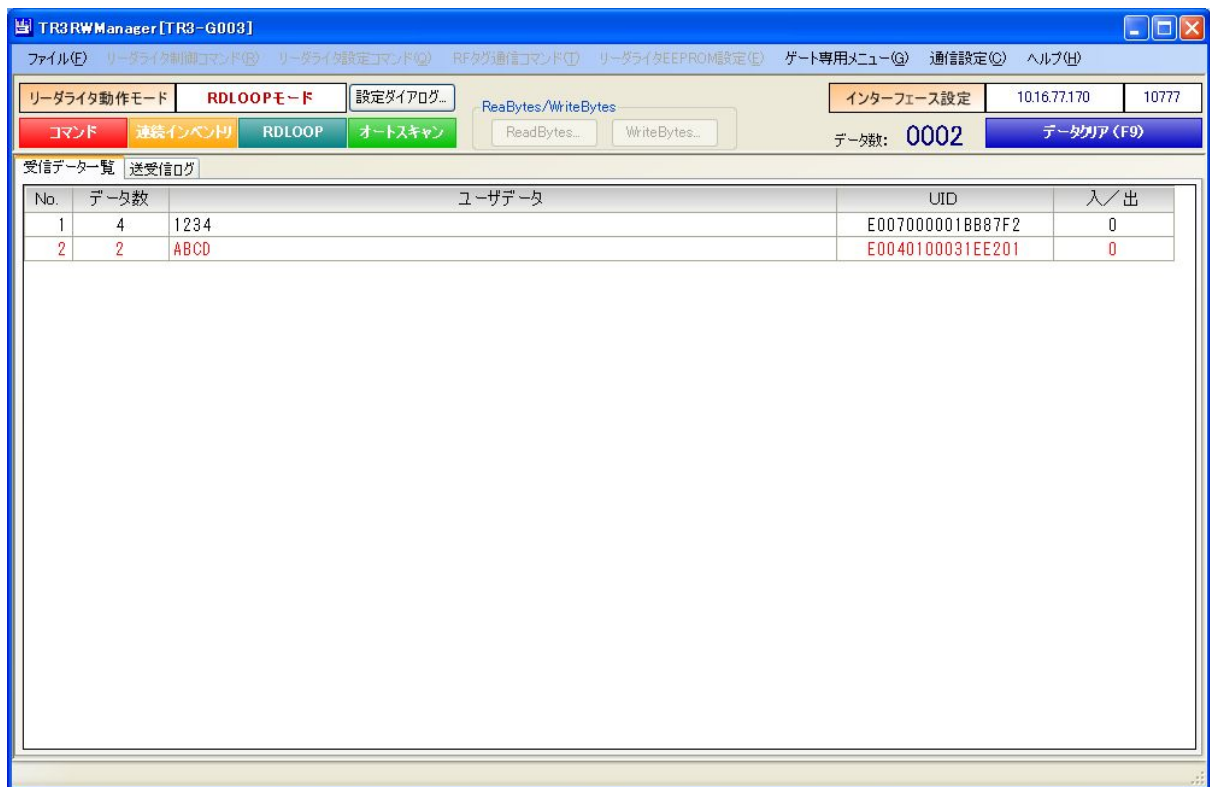 TR3RWManager[TR3-G003]
ファイル(F) リーダライタ制御コマンド(R) リーダライタ設定コマンド(O) RFタグ通信コマンド(T) リーダライタEEPROM設定(E) ゲート専用メニュー(G) 通信設定(C) ヘルプ(H)
リーダライタ動作モード RDLOOPモード 設定ダイアログ... ReaBytes/WriteBytes インターフェース設定 10.16.77.170 10777
コマンド 連続インベントリ RDLOOP オートスキャン ReadBytes... WriteBytes... データ数: 0002 データクリア(F9)
受信データ一覧 送受信ログ
No. データ数 ユーザデータ UID 入／出
1 4 1234 E007000001BB87F2 0
2 2 ABCD E0040100031EE201 0